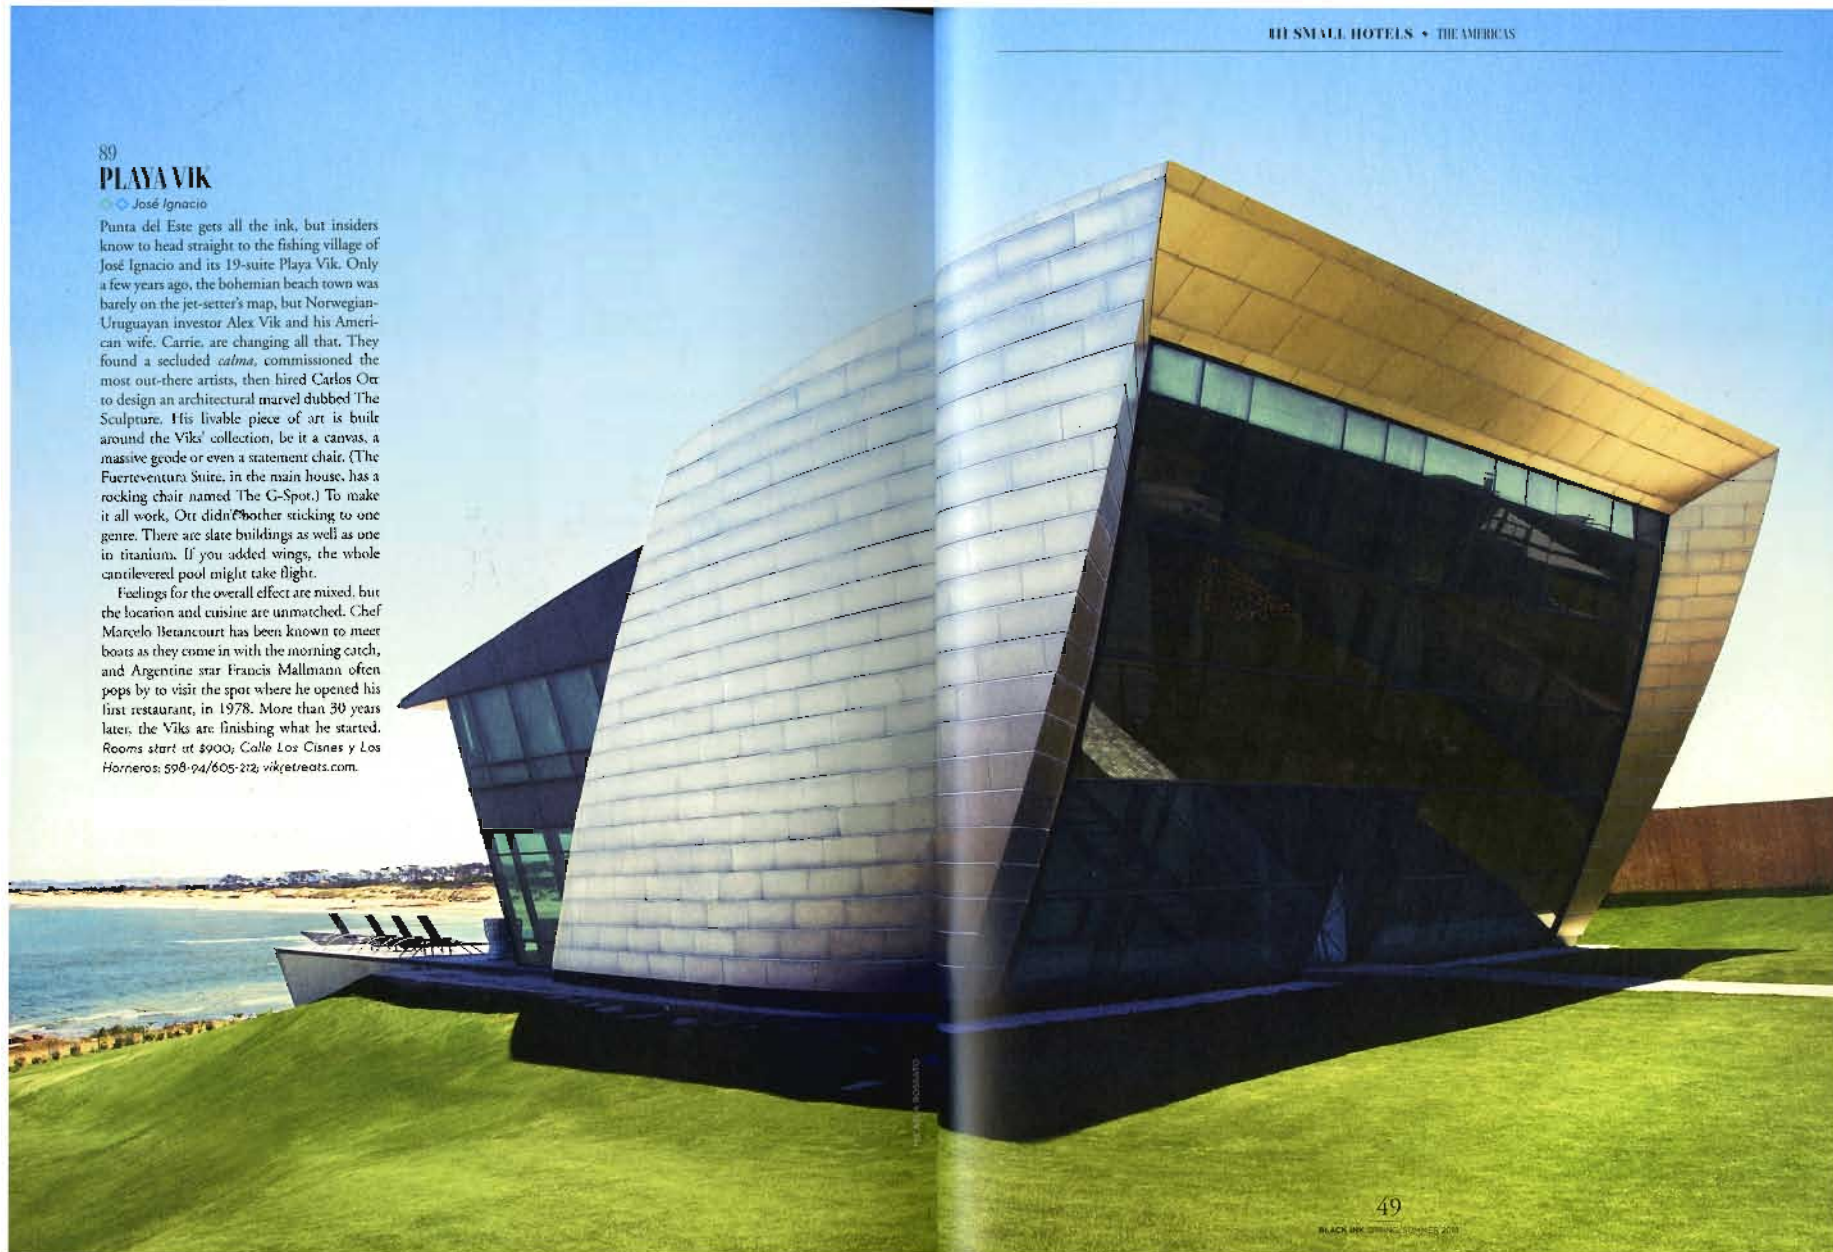 89
PLAYA VIK
José Ignacio
Punta del Este gets all the ink, but insiders
know to head straight to the fishing village of
José Ignacio and its 19-suite Playa Vik. Only
a few years ago, the bohemian beach town was
barely on the jet-setter's map, but Norwegian-
Uruguayan investor Alex Vik and his Ameri-
can wife, Carrie, are changing all that. They
found a secluded calma, commissioned the
most out-there artists, then hired Carlos Ott
to design an architectural marvel dubbed The
Sculpture. His livable piece of art is built
around the Viks' collection, be it a canvas, a
massive geode or even a statement chair. (The
Fuerteventura Suite, in the main house, has a
rocking chair named The G-Spot.) To make
it all work, Ott didn't bother sticking to one
genre. There are slate buildings as well as one
in titanium. If you added wings, the whole
cantilevered pool might take flight.
Feelings for the overall effect are mixed, but
the location and cuisine are unmatched. Chef
Marcelo Betancourt has been known to meet
boats as they come in with the morning catch,
and Argentine star Francis Mallmann often
pops by to visit the spot where he opened his
first restaurant, in 1978. More than 30 years
later, the Viks are finishing what he started.
Rooms start at $900; Calle Los Cisnes y Los
Horneros; 598-94/605-212; vikretreats.com.
SMALL HOTELS • THE AMERICAS
49
BLACK INK SPRING/SUMMER